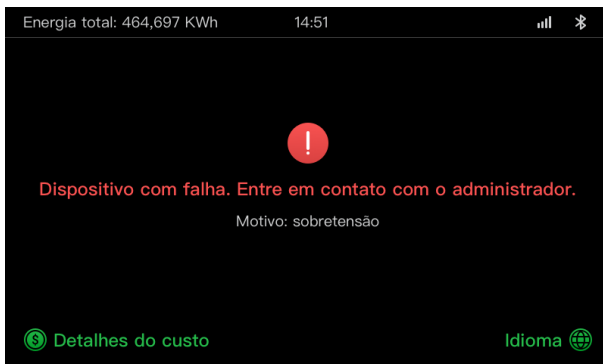 Energia total: 464,697 KWh 14:51
Dispositivo com falha. Entre em contato com o administrador.
Motivo: sobretensão
Detalhes do custo Idioma